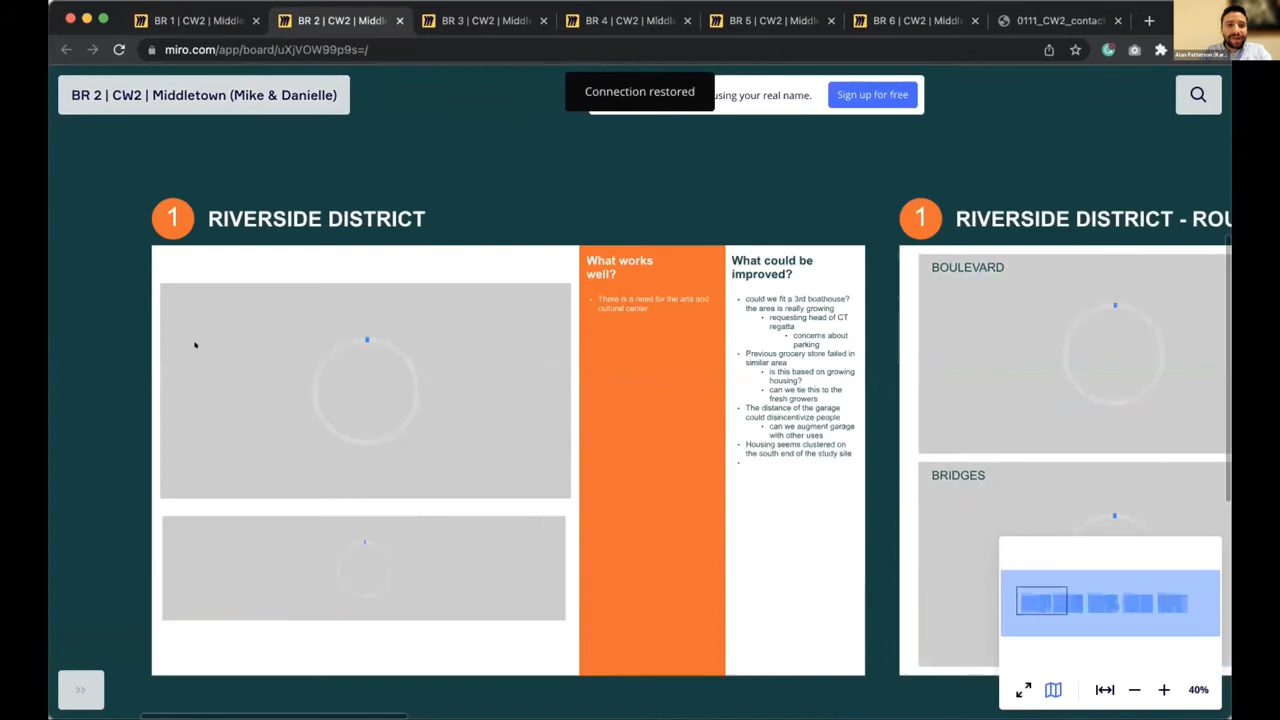 BR 1 | CW2 | Middletow
BR 2 | CW2 | Middl
BR 3 | CW2 | Middle
BR 4 | CW2 | Middl
BR 5 | CW2 | Middle
BR 6 | CW2 | Middle
0111_CW2_contact
miro.com/app/board/uXjVOW99p9s=/
BR 2 | CW2 | Middletown (Mike & Danielle)
Connection restored
using your real name.
Sign up for free
1
RIVERSIDE DISTRICT
What works
well?
• There is a need for the arts and
cultural center
What could be
improved?
• could we fit a 3rd boathouse?
the area is really growing
• requesting head of CT
regatta
• concerns about
parking
• Previous grocery store failed in
similar area
• is this based on growing
housing?
• can we tie this to the
fresh growers
• The distance of the garage
could disincentivize people
• can we augment garage
with other uses
• Housing seems clustered on
the south end of the study site
•
1
RIVERSIDE DISTRICT - ROU
BOULEVARD
BRIDGES
40%
Alan Patterson (Kar